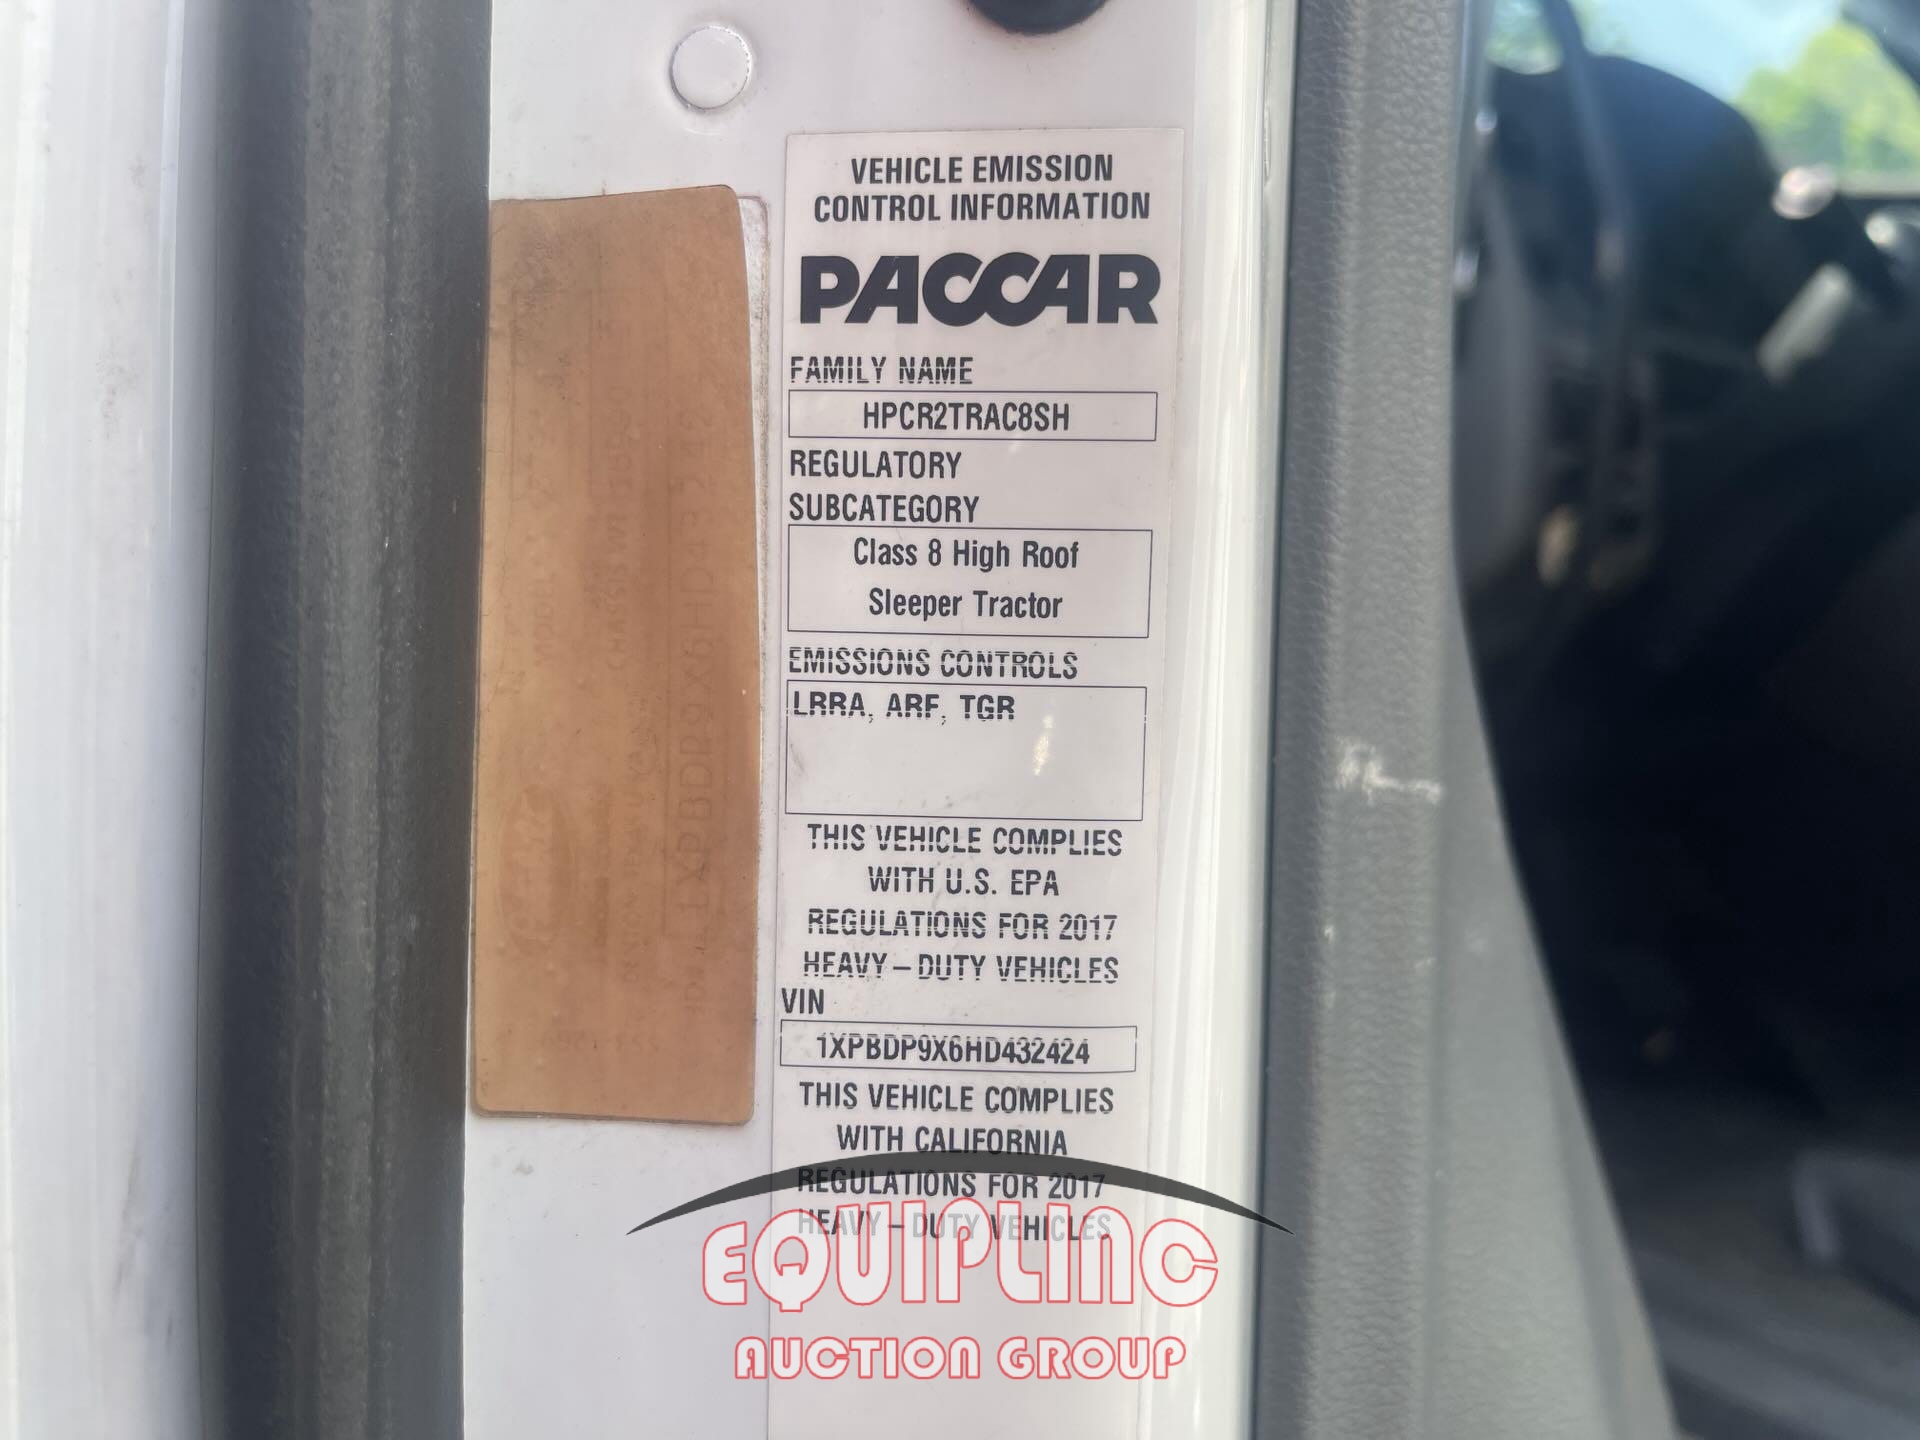 VEHICLE EMISSION
CONTROL INFORMATION
PACCAR
FAMILY NAME
HPCR2TRAC8SH
REGULATORY
SUBCATEGORY
Class 8 High Roof
Sleeper Tractor
EMISSIONS CONTROLS
LRRA, ARF, TGR
THIS VEHICLE COMPLIES
WITH U.S. EPA
REGULATIONS FOR 2017
HEAVY – DUTY VEHICLES
VIN
1XPBDP9X6HD432424
THIS VEHICLE COMPLIES
WITH CALIFORNIA
REGULATIONS FOR 2017
HEAVY – DUTY VEHICLES
EQUIPLINC
AUCTION GROUP
MODEL
CHASSIS